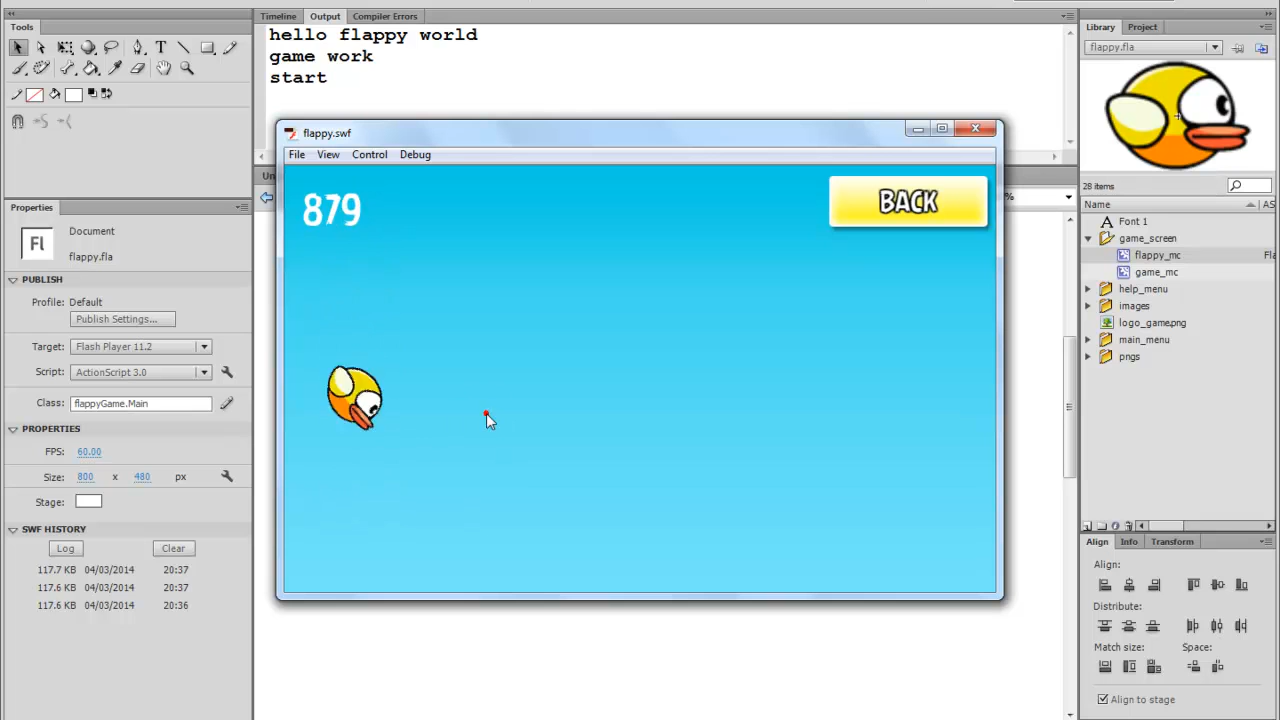 Tools
Timeline Output Compiler Errors
hello flappy world
game work
start
flappy.swf
File View Control Debug
879
BACK
Properties
Fl
Document
flappy.fla
PUBLISH
Profile: Default
Publish Settings...
Target: Flash Player 11.2
Script: ActionScript 3.0
Class: flappyGame.Main
PROPERTIES
FPS: 60.00
Size: 800 x 480 px
Stage:
SWF HISTORY
Log Clear
117.7 KB 04/03/2014 20:37
117.6 KB 04/03/2014 20:37
117.6 KB 04/03/2014 20:36
Un
%
Library Project
flappy.fla
28 items
Name AS
A Font 1
game_screen
flappy_mc Fla
game_mc
help_menu
images
logo_game.png
main_menu
pngs
Align Info Transform
Align:
Distribute:
Match size: Space:
Align to stage